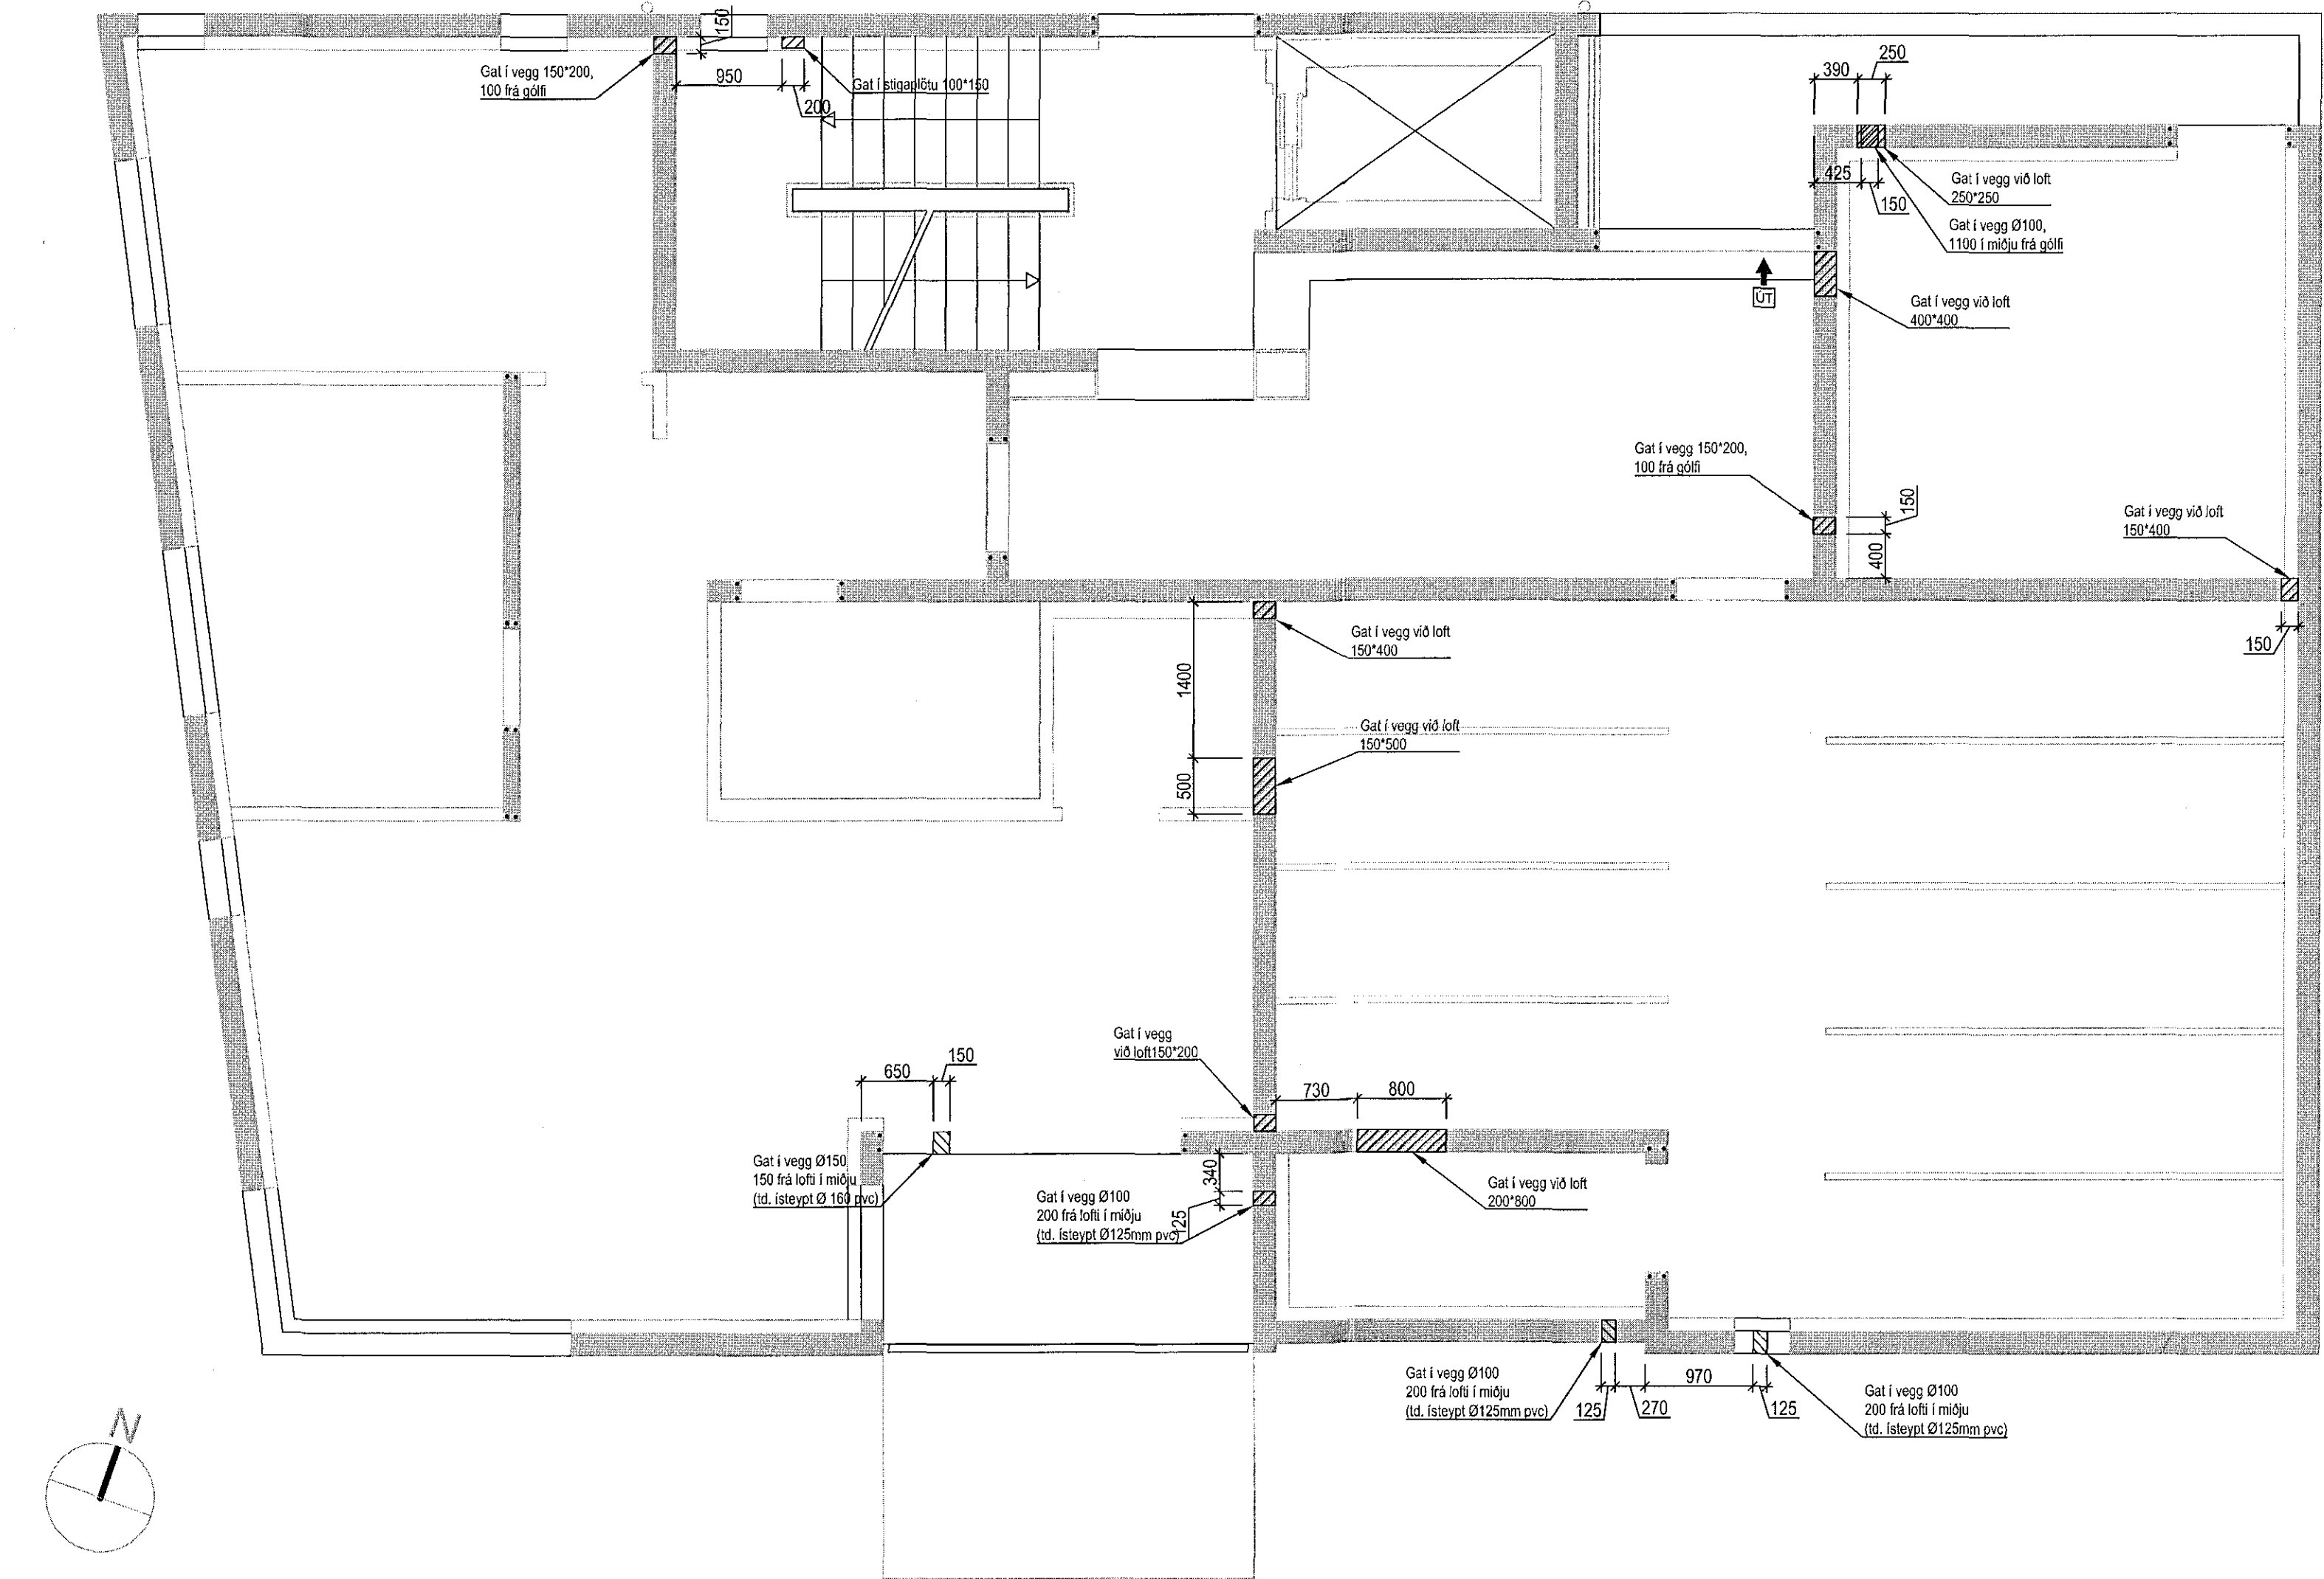 150
Gat í vegg 150*200,
100 frá gólfi
950
Gat í stigaplötu 100*150
200
390
250
425
150
Gat í vegg við loft
250*250
Gat í vegg Ø100,
1100 í miðju frá gólfi
ÚT
Gat í vegg við loft
400*400
Gat í vegg 150*200,
100 frá gólfi
150
400
Gat í vegg við loft
150*400
150
1400
Gat í vegg við loft
150*400
Gat í vegg við loft
150*500
500
Gat í vegg
við loft150*200
650
150
730
800
Gat í vegg Ø150
150 frá lofti í miðju
(td. ísteypt Ø 160 pvc)
340
125
Gat í vegg Ø100
200 frá lofti í miðju
(td. ísteypt Ø125mm pvc)
Gat í vegg við loft
200*800
Gat í vegg Ø100
200 frá lofti í miðju
(td. ísteypt Ø125mm pvc)
125
270
970
125
Gat í vegg Ø100
200 frá lofti í miðju
(td. ísteypt Ø125mm pvc)
N